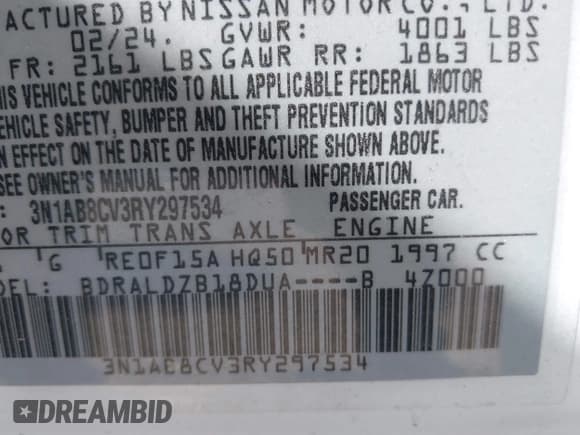 ACTURED BY NISSAN MOTOR CO., LTD.
02/24. GVWR: 4001 LBS
FR: 2161 LBS GAWR RR: 1863 LBS
HIS VEHICLE CONFORMS TO ALL APPLICABLE FEDERAL MOTOR
EHICLE SAFETY, BUMPER AND THEFT PREVENTION STANDARDS
N EFFECT ON THE DATE OF MANUFACTURE SHOWN ABOVE.
SEE OWNER'S MANUAL FOR ADDITIONAL INFORMATION.
: 3N1AB8CV3RY297534 PASSENGER CAR.
OR TRIM TRANS AXLE ENGINE
G RE0F15A HQ50 MR20 1997 CC
DEL: BDRALDZB18DUA----B 4Z000
3N1AB8CV3RY297534
DREAMBID